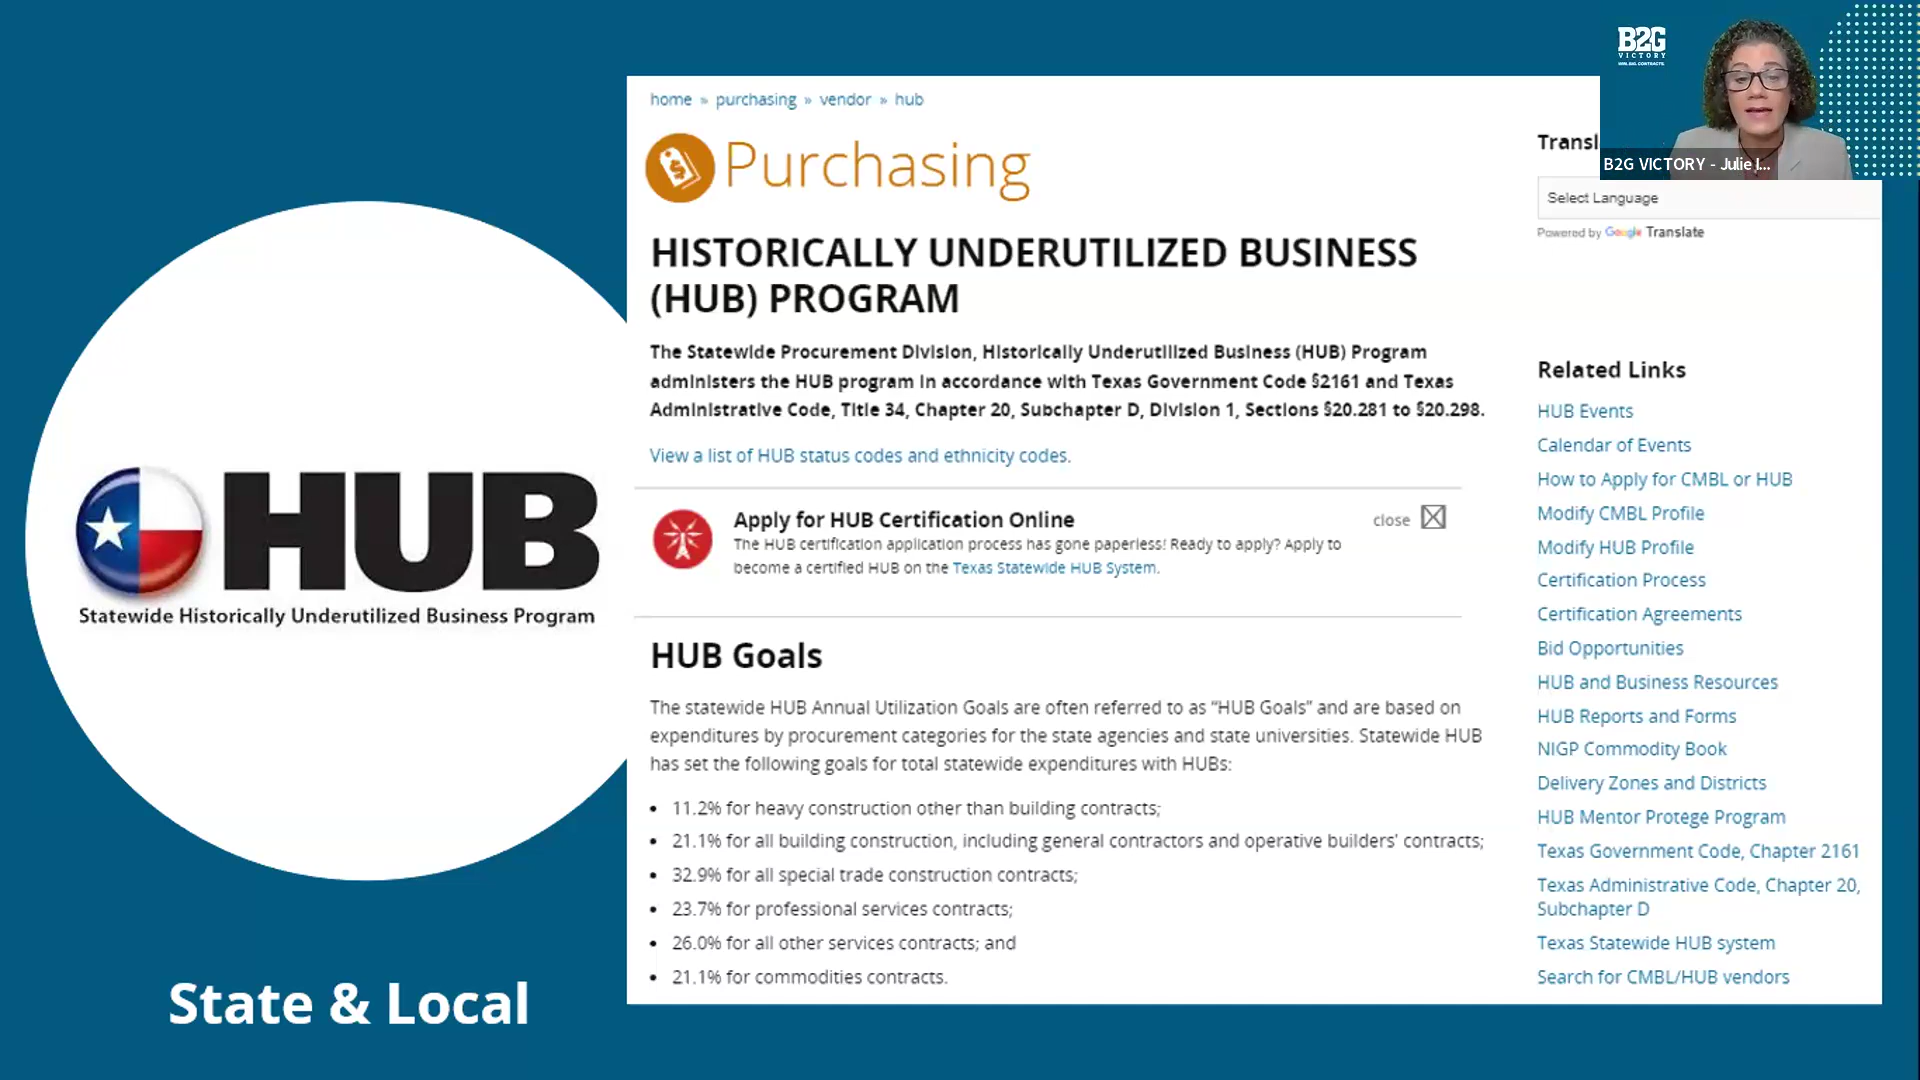 B2G
VICTORY
WIN. BIG. CONTRACTS.
B2G VICTORY - Julie I...
home » purchasing » vendor » hub
Purchasing
HISTORICALLY UNDERUTILIZED BUSINESS
(HUB) PROGRAM
The Statewide Procurement Division, Historically Underutilized Business (HUB) Program
administers the HUB program in accordance with Texas Government Code §2161 and Texas
Administrative Code, Title 34, Chapter 20, Subchapter D, Division 1, Sections §20.281 to §20.298.
View a list of HUB status codes and ethnicity codes.
Apply for HUB Certification Online
close
The HUB certification application process has gone paperless! Ready to apply? Apply to
become a certified HUB on the Texas Statewide HUB System.
HUB Goals
The statewide HUB Annual Utilization Goals are often referred to as “HUB Goals” and are based on
expenditures by procurement categories for the state agencies and state universities. Statewide HUB
has set the following goals for total statewide expenditures with HUBs:
• 11.2% for heavy construction other than building contracts;
• 21.1% for all building construction, including general contractors and operative builders' contracts;
• 32.9% for all special trade construction contracts;
• 23.7% for professional services contracts;
• 26.0% for all other services contracts; and
• 21.1% for commodities contracts.
Transl
Select Language
Powered by Google Translate
Related Links
HUB Events
Calendar of Events
How to Apply for CMBL or HUB
Modify CMBL Profile
Modify HUB Profile
Certification Process
Certification Agreements
Bid Opportunities
HUB and Business Resources
HUB Reports and Forms
NIGP Commodity Book
Delivery Zones and Districts
HUB Mentor Protege Program
Texas Government Code, Chapter 2161
Texas Administrative Code, Chapter 20,
Subchapter D
Texas Statewide HUB system
Search for CMBL/HUB vendors
HUB
Statewide Historically Underutilized Business Program
State & Local